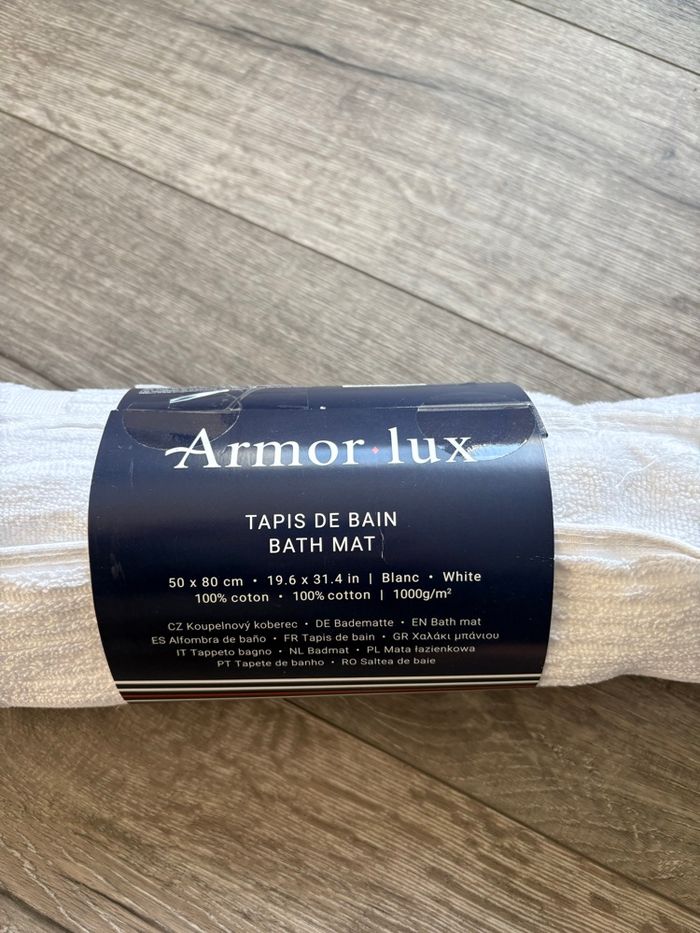 Armor·lux
TAPIS DE BAIN
BATH MAT
50 x 80 cm • 19.6 x 31.4 in | Blanc • White
100% coton • 100% cotton | 1000g/m²
CZ Koupelnový koberec • DE Badematte • EN Bath mat
ES Alfombra de baño • FR Tapis de bain • GR Χαλάκι μπάνιου
IT Tappeto bagno • NL Badmat • PL Mata łazienkowa
PT Tapete de banho • RO Saltea de baie